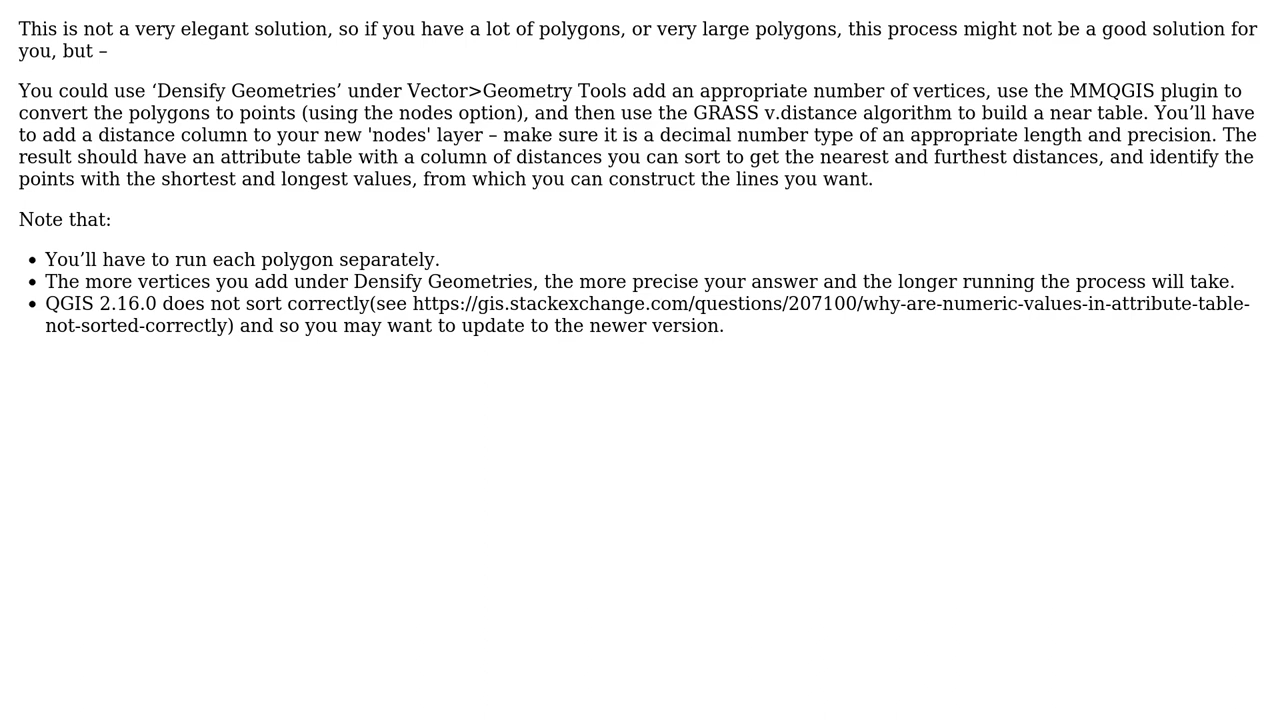 This is not a very elegant solution, so if you have a lot of polygons, or very large polygons, this process might not be a good solution for
you, but –
You could use ‘Densify Geometries’ under Vector>Geometry Tools add an appropriate number of vertices, use the MMQGIS plugin to
convert the polygons to points (using the nodes option), and then use the GRASS v.distance algorithm to build a near table. You’ll have
to add a distance column to your new 'nodes' layer – make sure it is a decimal number type of an appropriate length and precision. The
result should have an attribute table with a column of distances you can sort to get the nearest and furthest distances, and identify the
points with the shortest and longest values, from which you can construct the lines you want.
Note that:
• You’ll have to run each polygon separately.
• The more vertices you add under Densify Geometries, the more precise your answer and the longer running the process will take.
• QGIS 2.16.0 does not sort correctly(see https://gis.stackexchange.com/questions/207100/why-are-numeric-values-in-attribute-table-
not-sorted-correctly) and so you may want to update to the newer version.